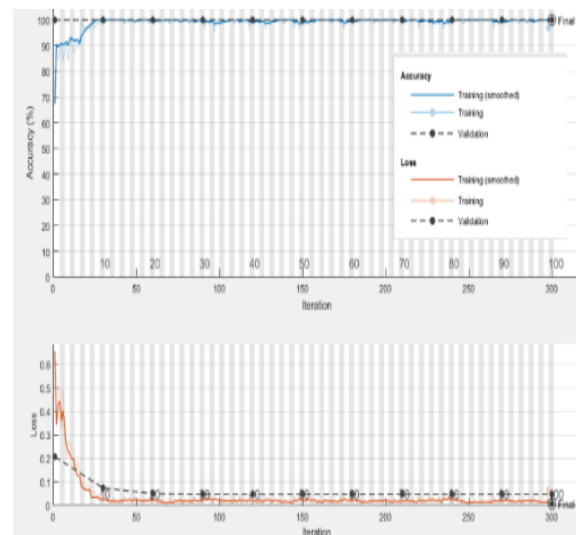 100
Final
90
80
70
60
50
40
30
20
10
0
Accuracy (%)
Accuracy
Training (smoothed)
Training
Validation
Loss
Training (smoothed)
Training
Validation
10 20 30 40 50 60 70 80 90 100
0 50 100 150 200 250 300
Iteration
0.6
0.5
0.4
0.3
0.2
0.1
0
Loss
Final
0 50 100 150 200 250 300
Iteration